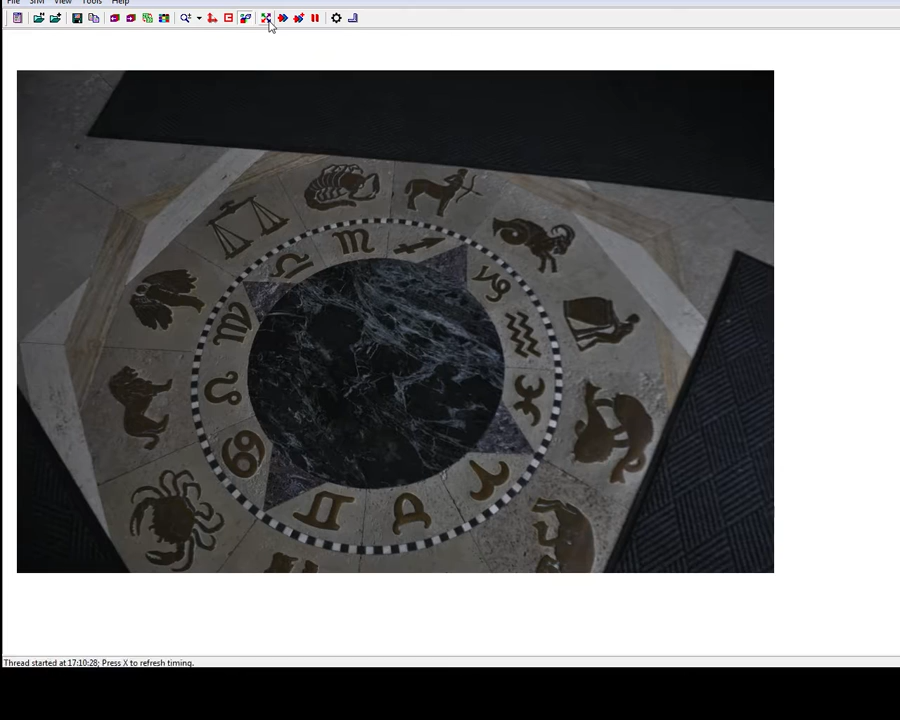 File SIM View Tools Help
Thread started at 17:10:28; Press X to refresh timing.